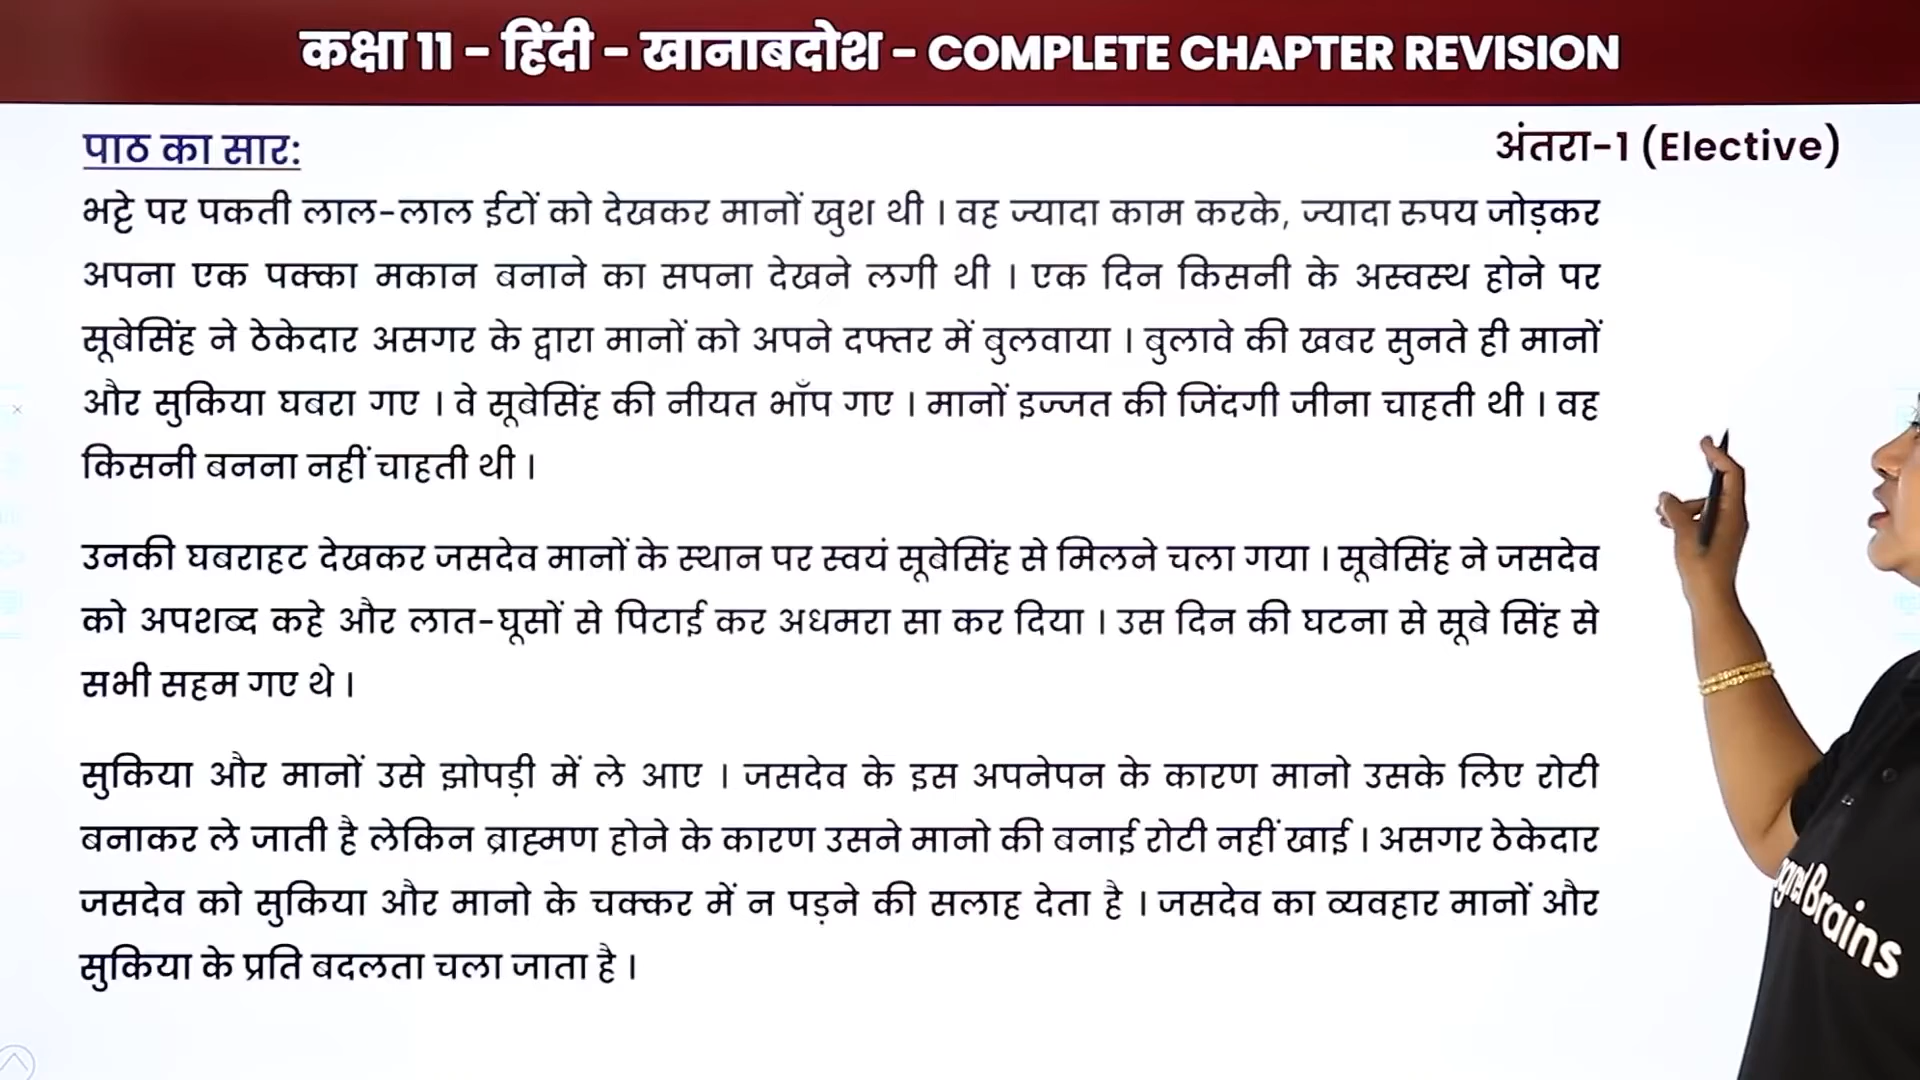 कक्षा 11 - हिंदी - खानाबदोश - COMPLETE CHAPTER REVISION
पाठ का सार:
अंतरा-1 (Elective)
भट्टे पर पकती लाल-लाल ईटों को देखकर मानों खुश थी । वह ज्यादा काम करके, ज्यादा रुपय जोड़कर
अपना एक पक्का मकान बनाने का सपना देखने लगी थी । एक दिन किसनी के अस्वस्थ होने पर
सूबेसिंह ने ठेकेदार असगर के द्वारा मानों को अपने दफ्तर में बुलवाया । बुलावे की खबर सुनते ही मानों
और सुकिया घबरा गए । वे सूबेसिंह की नीयत भाँप गए । मानों इज्जत की जिंदगी जीना चाहती थी । वह
किसनी बनना नहीं चाहती थी ।
उनकी घबराहट देखकर जसदेव मानों के स्थान पर स्वयं सूबेसिंह से मिलने चला गया । सूबेसिंह ने जसदेव
को अपशब्द कहे और लात-घूसों से पिटाई कर अधमरा सा कर दिया । उस दिन की घटना से सूबे सिंह से
सभी सहम गए थे ।
सुकिया और मानों उसे झोपड़ी में ले आए । जसदेव के इस अपनेपन के कारण मानो उसके लिए रोटी
बनाकर ले जाती है लेकिन ब्राह्मण होने के कारण उसने मानो की बनाई रोटी नहीं खाई । असगर ठेकेदार
जसदेव को सुकिया और मानो के चक्कर में न पड़ने की सलाह देता है । जसदेव का व्यवहार मानों और
सुकिया के प्रति बदलता चला जाता है ।
Brains